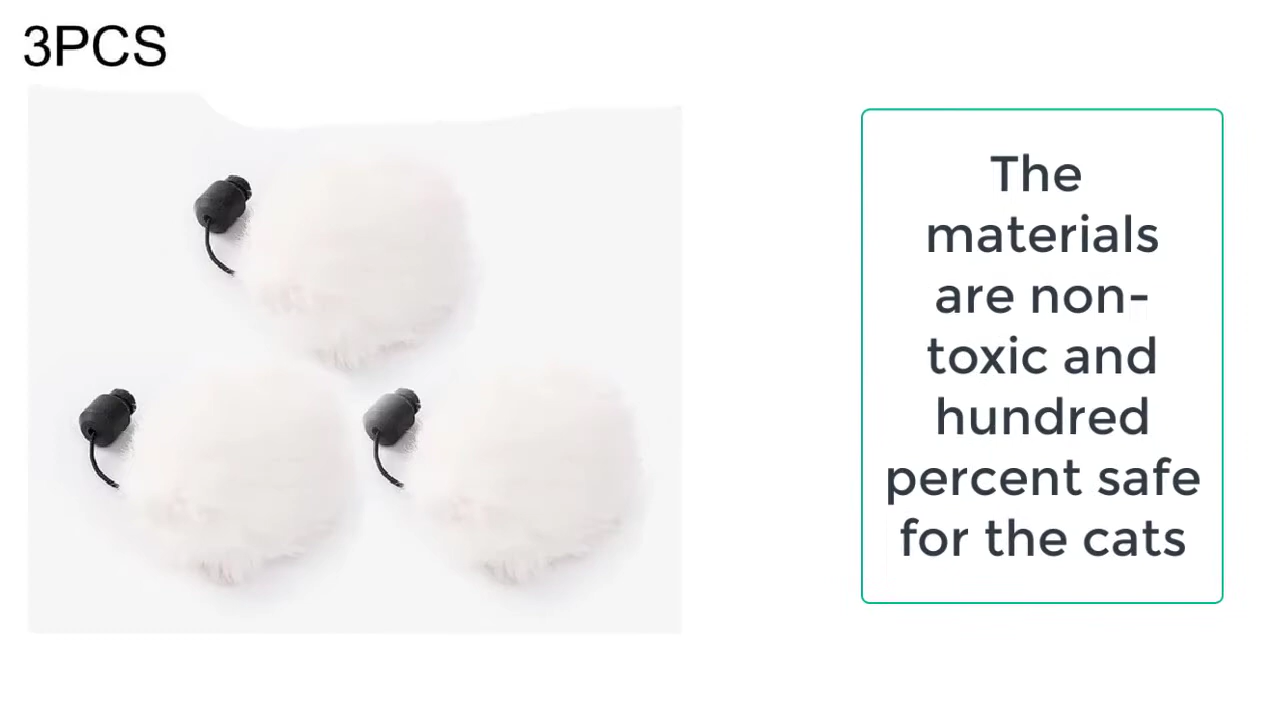 3PCS
The
materials
are non-
toxic and
hundred
percent safe
for the cats